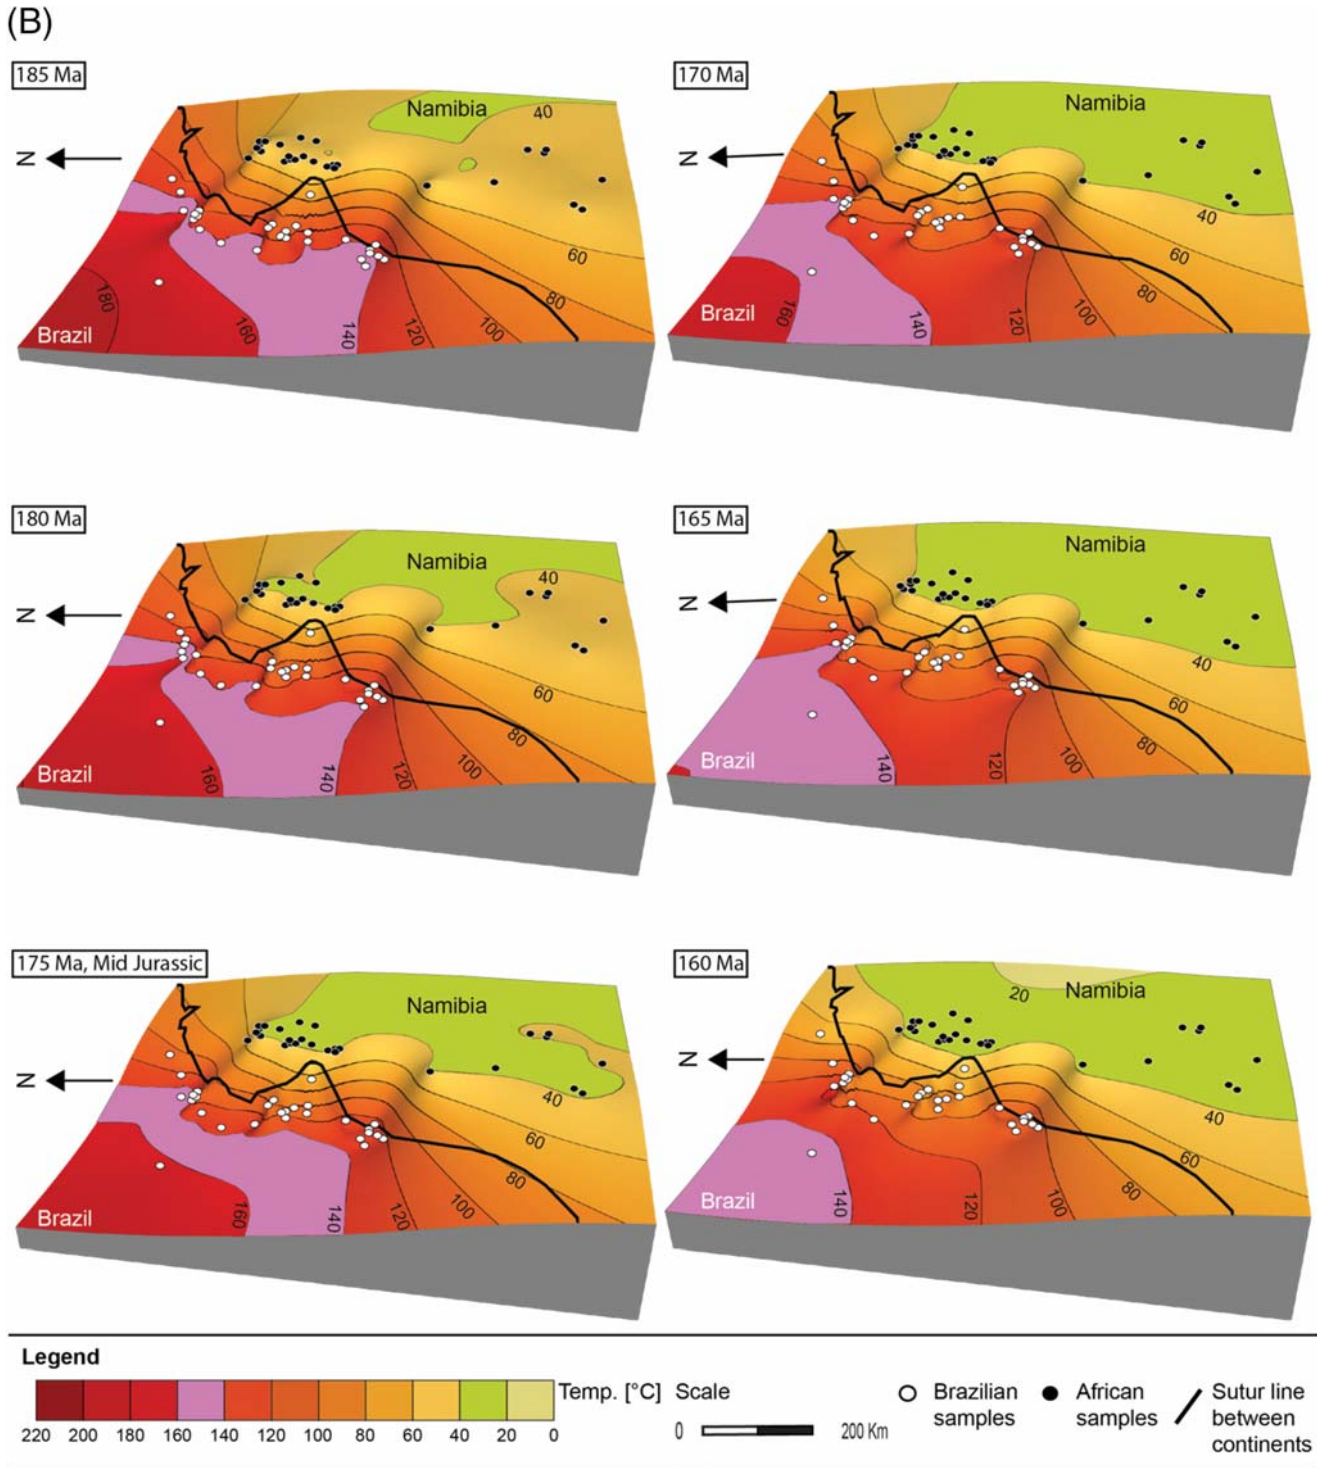 (B)
185 Ma
Namibia
40
N
60
80
100
120
140
160
180
Brazil
170 Ma
Namibia
N
40
60
80
100
120
140
160
Brazil
180 Ma
Namibia
40
N
60
80
100
120
140
160
Brazil
165 Ma
Namibia
N
40
60
80
100
120
140
Brazil
175 Ma, Mid Jurassic
Namibia
N
40
60
80
100
120
140
160
Brazil
160 Ma
20
Namibia
N
40
60
80
100
120
140
Brazil
Legend
Temp. [°C]
220 200 180 160 140 120 100 80 60 40 20 0
Scale
0 200 Km
Brazilian
samples
African
samples
Sutur line
between
continents